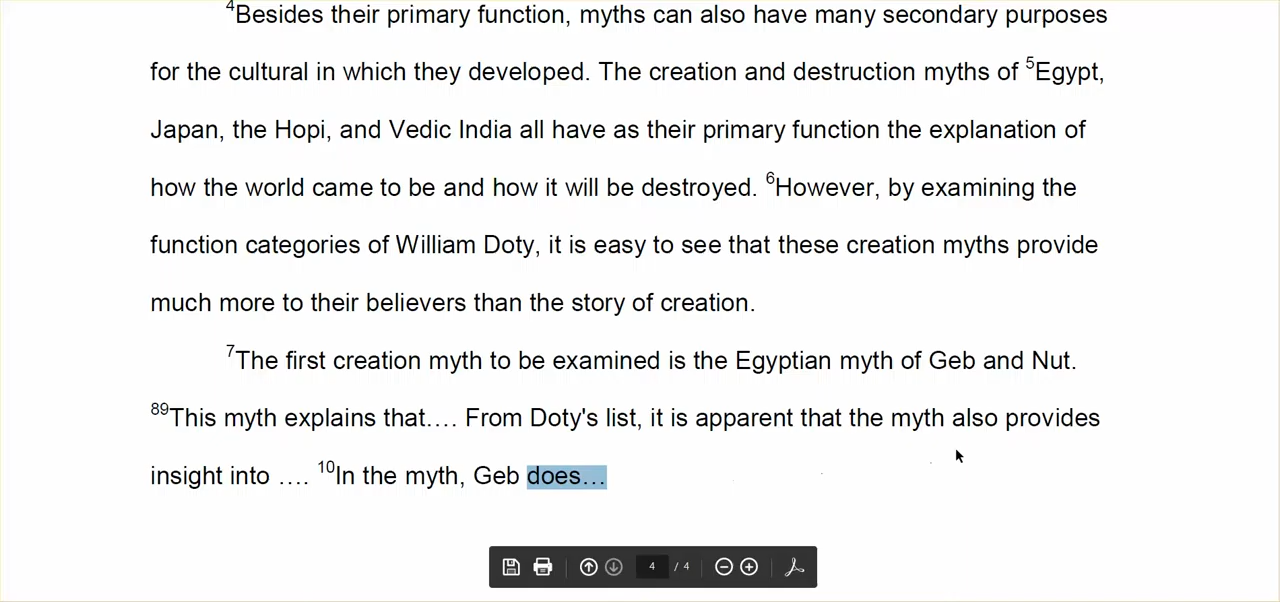 ⁴Besides their primary function, myths can also have many secondary purposes
for the cultural in which they developed. The creation and destruction myths of ⁵Egypt,
Japan, the Hopi, and Vedic India all have as their primary function the explanation of
how the world came to be and how it will be destroyed. ⁶However, by examining the
function categories of William Doty, it is easy to see that these creation myths provide
much more to their believers than the story of creation.
⁷The first creation myth to be examined is the Egyptian myth of Geb and Nut.
⁸⁹This myth explains that…. From Doty's list, it is apparent that the myth also provides
insight into …. ¹⁰In the myth, Geb does…
4 / 4